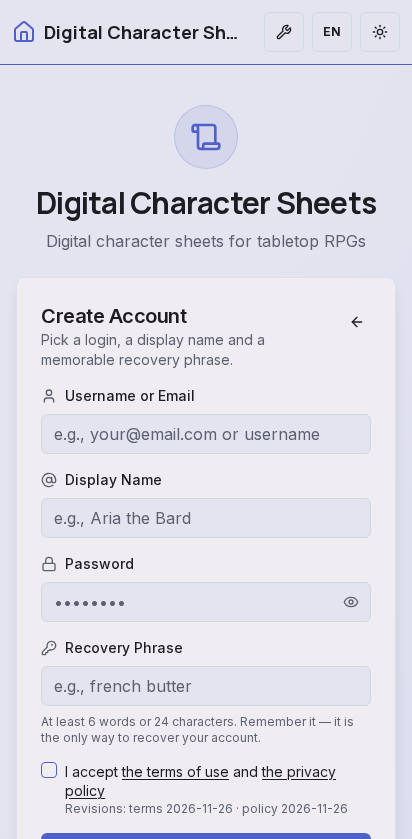 Digital Character Sh…
EN
Digital Character Sheets
Digital character sheets for tabletop RPGs
Create Account
Pick a login, a display name and a
memorable recovery phrase.
Username or Email
e.g., your@email.com or username
Display Name
e.g., Aria the Bard
Password
••••••••
Recovery Phrase
e.g., french butter
At least 6 words or 24 characters. Remember it — it is
the only way to recover your account.
I accept the terms of use and the privacy
policy
Revisions: terms 2026-11-26 · policy 2026-11-26